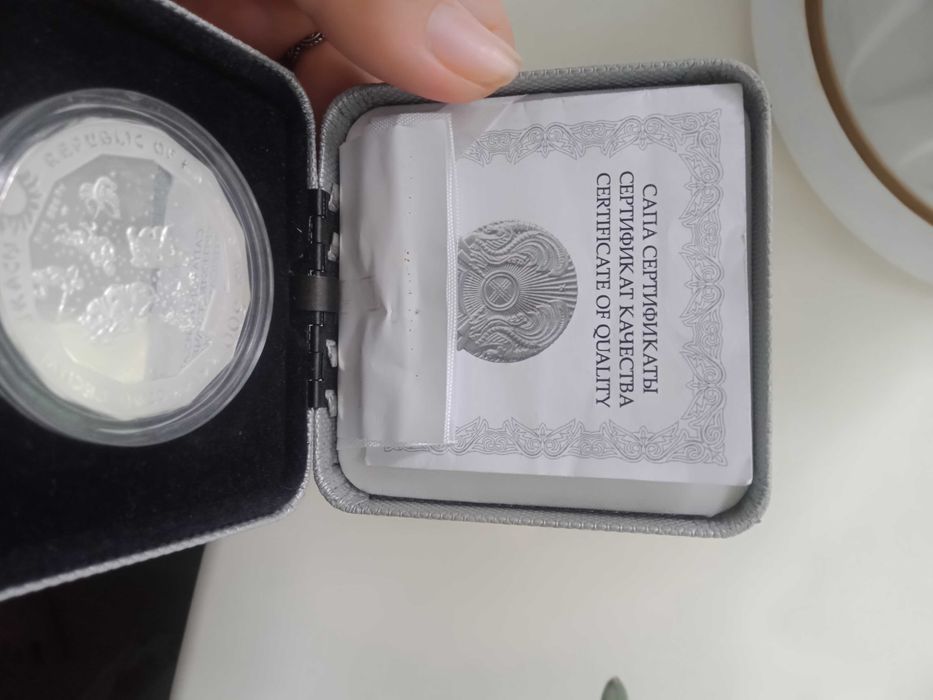 САПА СЕРТИФИКАТЫ
СЕРТИФИКАТ КАЧЕСТВА
CERTIFICATE OF QUALITY
REPUBLIC OF